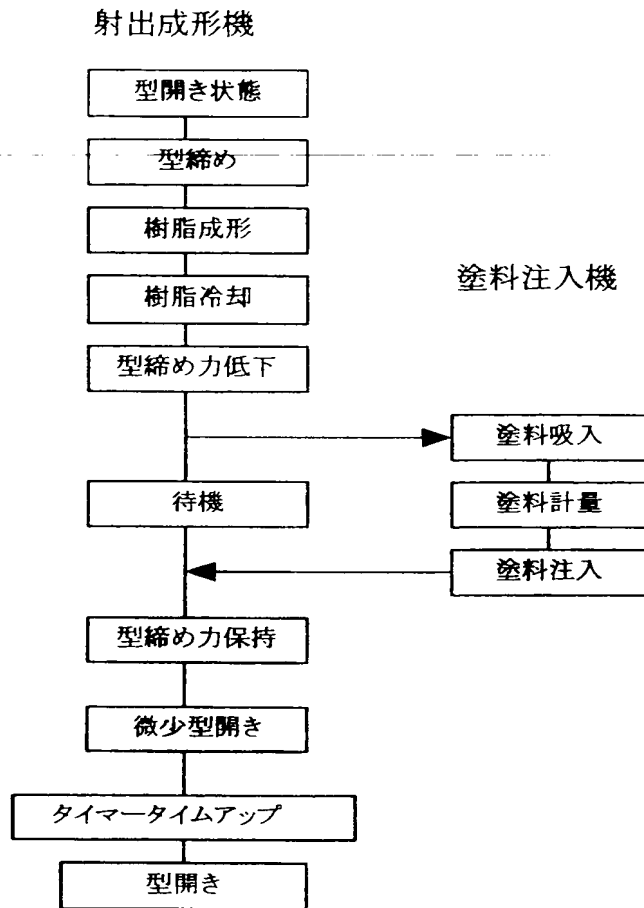 射出成形機
型開き状態
型締め
樹脂成形
樹脂冷却
塗料注入機
型締め力低下
塗料吸入
待機
塗料計量
塗料注入
型締め力保持
微少型開き
タイマータイムアップ
型開き